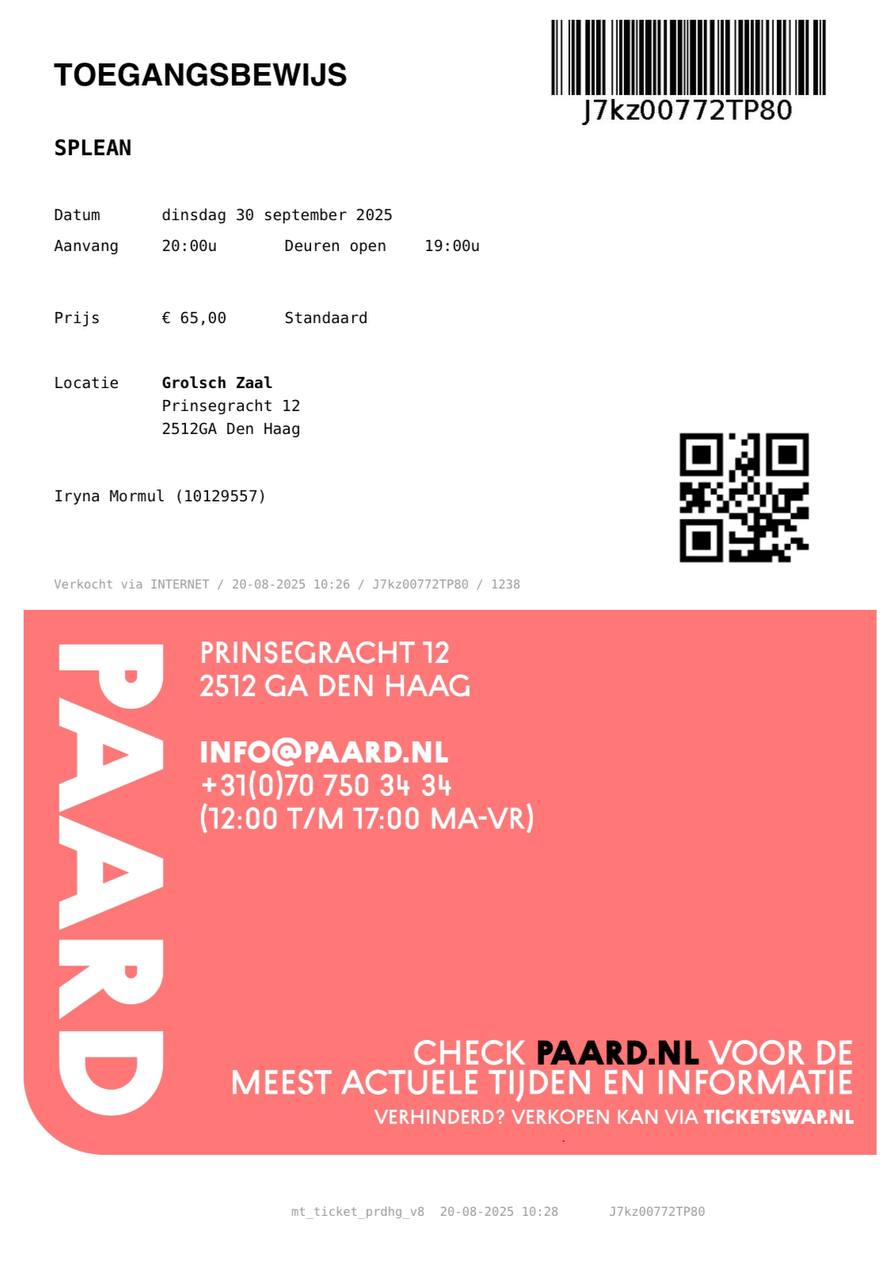 TOEGANGSBEWIJS
J7kz00772TP80
SPLEAN
Datum dinsdag 30 september 2025
Aanvang 20:00u Deuren open 19:00u
Prijs € 65,00 Standaard
Locatie Grolsch Zaal
Prinsegracht 12
2512GA Den Haag
Iryna Mormul (10129557)
Verkocht via INTERNET / 20-08-2025 10:26 / J7kz00772TP80 / 1238
PAARD
PRINSEGRACHT 12
2512 GA DEN HAAG
INFO@PAARD.NL
+31(0)70 750 34 34
(12:00 T/M 17:00 MA-VR)
CHECK PAARD.NL VOOR DE
MEEST ACTUELE TIJDEN EN INFORMATIE
VERHINDERD? VERKOPEN KAN VIA TICKETSWAP.NL
.
mt_ticket_prdhg_v8 20-08-2025 10:28 J7kz00772TP80